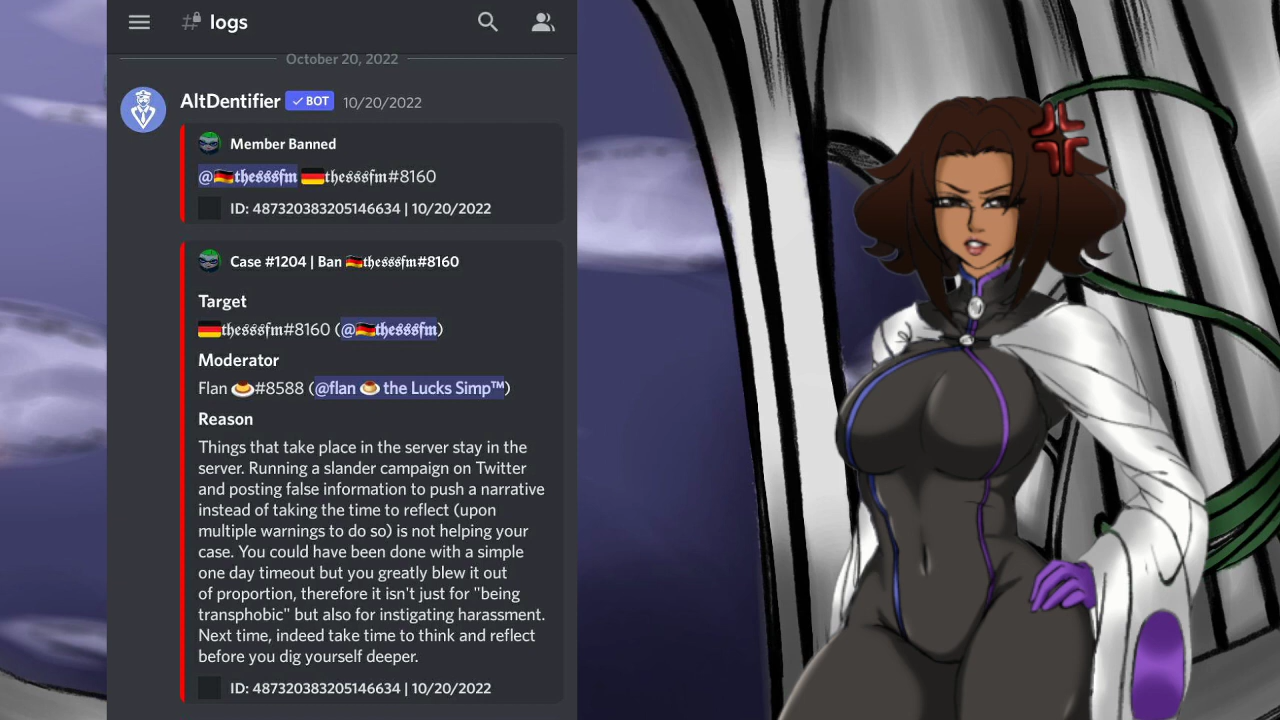 logs
October 20, 2022
AltDentifier ✓ BOT 10/20/2022
Member Banned
@🇩🇪𝖙𝖍𝖊𝖘𝖘𝖘𝖋𝖒 🇩🇪𝔱𝔥𝔢𝔰𝔰𝔰𝔣𝔪#8160
ID: 487320383205146634 | 10/20/2022
Case #1204 | Ban 🇩🇪𝔱𝔥𝔢𝔰𝔰𝔰𝔣𝔪#8160
Target
🇩🇪𝔱𝔥𝔢𝔰𝔰𝔰𝔣𝔪#8160 (@🇩🇪𝖙𝖍𝖊𝖘𝖘𝖘𝖋𝖒)
Moderator
Flan 🍮#8588 (@flan 🍮 the Lucks Simp™)
Reason
Things that take place in the server stay in the
server. Running a slander campaign on Twitter
and posting false information to push a narrative
instead of taking the time to reflect (upon
multiple warnings to do so) is not helping your
case. You could have been done with a simple
one day timeout but you greatly blew it out
of proportion, therefore it isn't just for "being
transphobic" but also for instigating harassment.
Next time, indeed take time to think and reflect
before you dig yourself deeper.
ID: 487320383205146634 | 10/20/2022